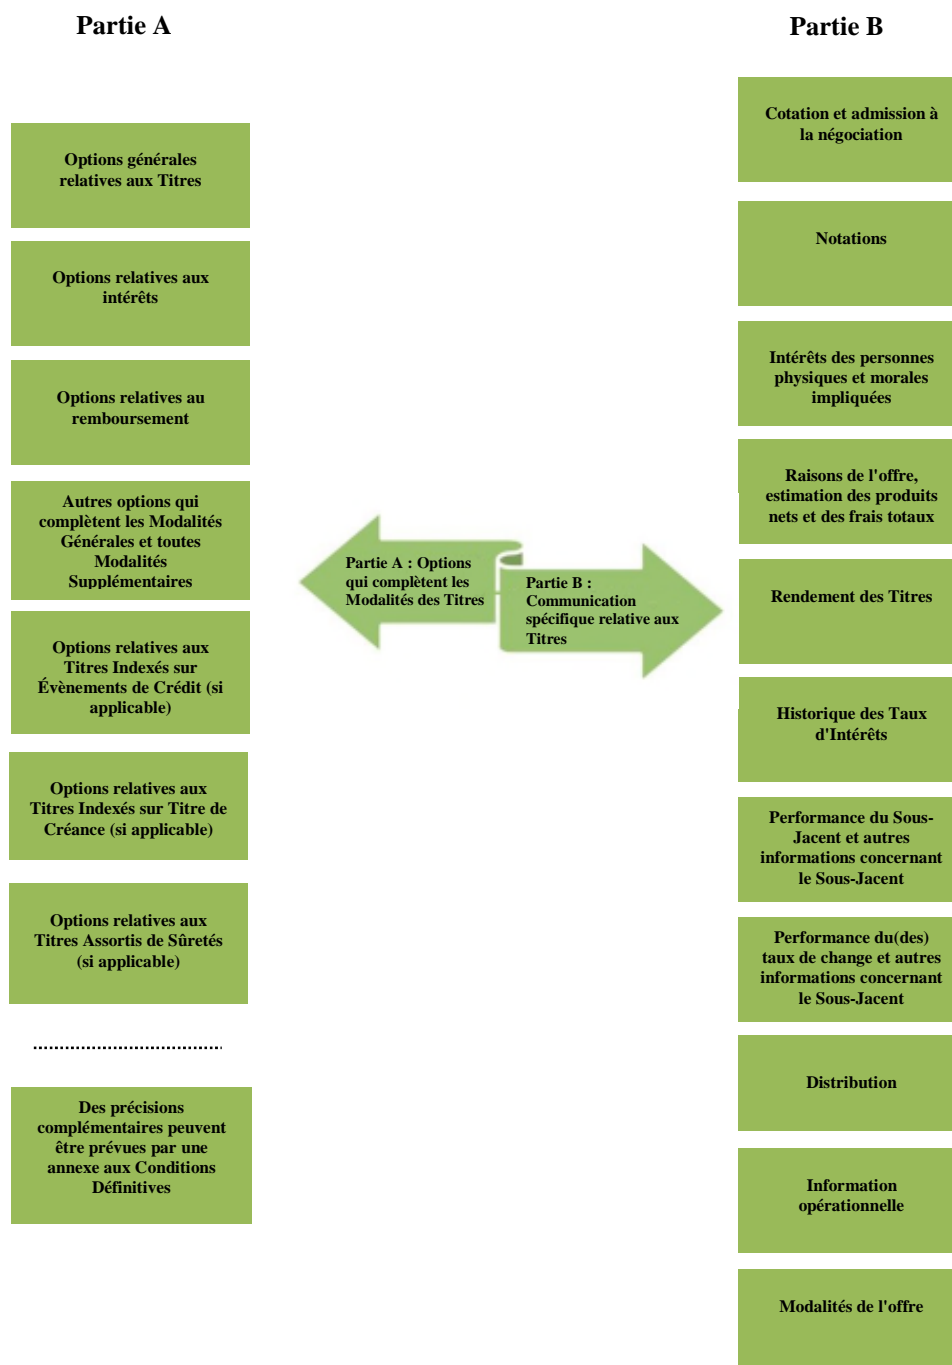 Partie A
Options générales
relatives aux Titres
Options relatives aux
intérêts
Options relatives au
remboursement
Autres options qui
complètent les Modalités
Générales et toutes
Modalités
Supplémentaires
Options relatives aux
Titres Indexés sur
Évènements de Crédit (si
applicable)
Options relatives aux
Titres Indexés sur Titre de
Créance (si applicable)
Options relatives aux
Titres Assortis de Sûretés
(si applicable)
Des précisions
complémentaires peuvent
être prévues par une
annexe aux Conditions
Définitives
Partie A : Options
qui complètent les
Modalités des Titres
Partie B :
Communication
spécifique relative aux
Titres
Partie B
Cotation et admission à
la négociation
Notations
Intérêts des personnes
physiques et morales
impliquées
Raisons de l'offre,
estimation des produits
nets et des frais totaux
Rendement des Titres
Historique des Taux
d'Intérêts
Performance du Sous-
Jacent et autres
informations concernant
le Sous-Jacent
Performance du(des)
taux de change et autres
informations concernant
le Sous-Jacent
Distribution
Information
opérationnelle
Modalités de l'offre